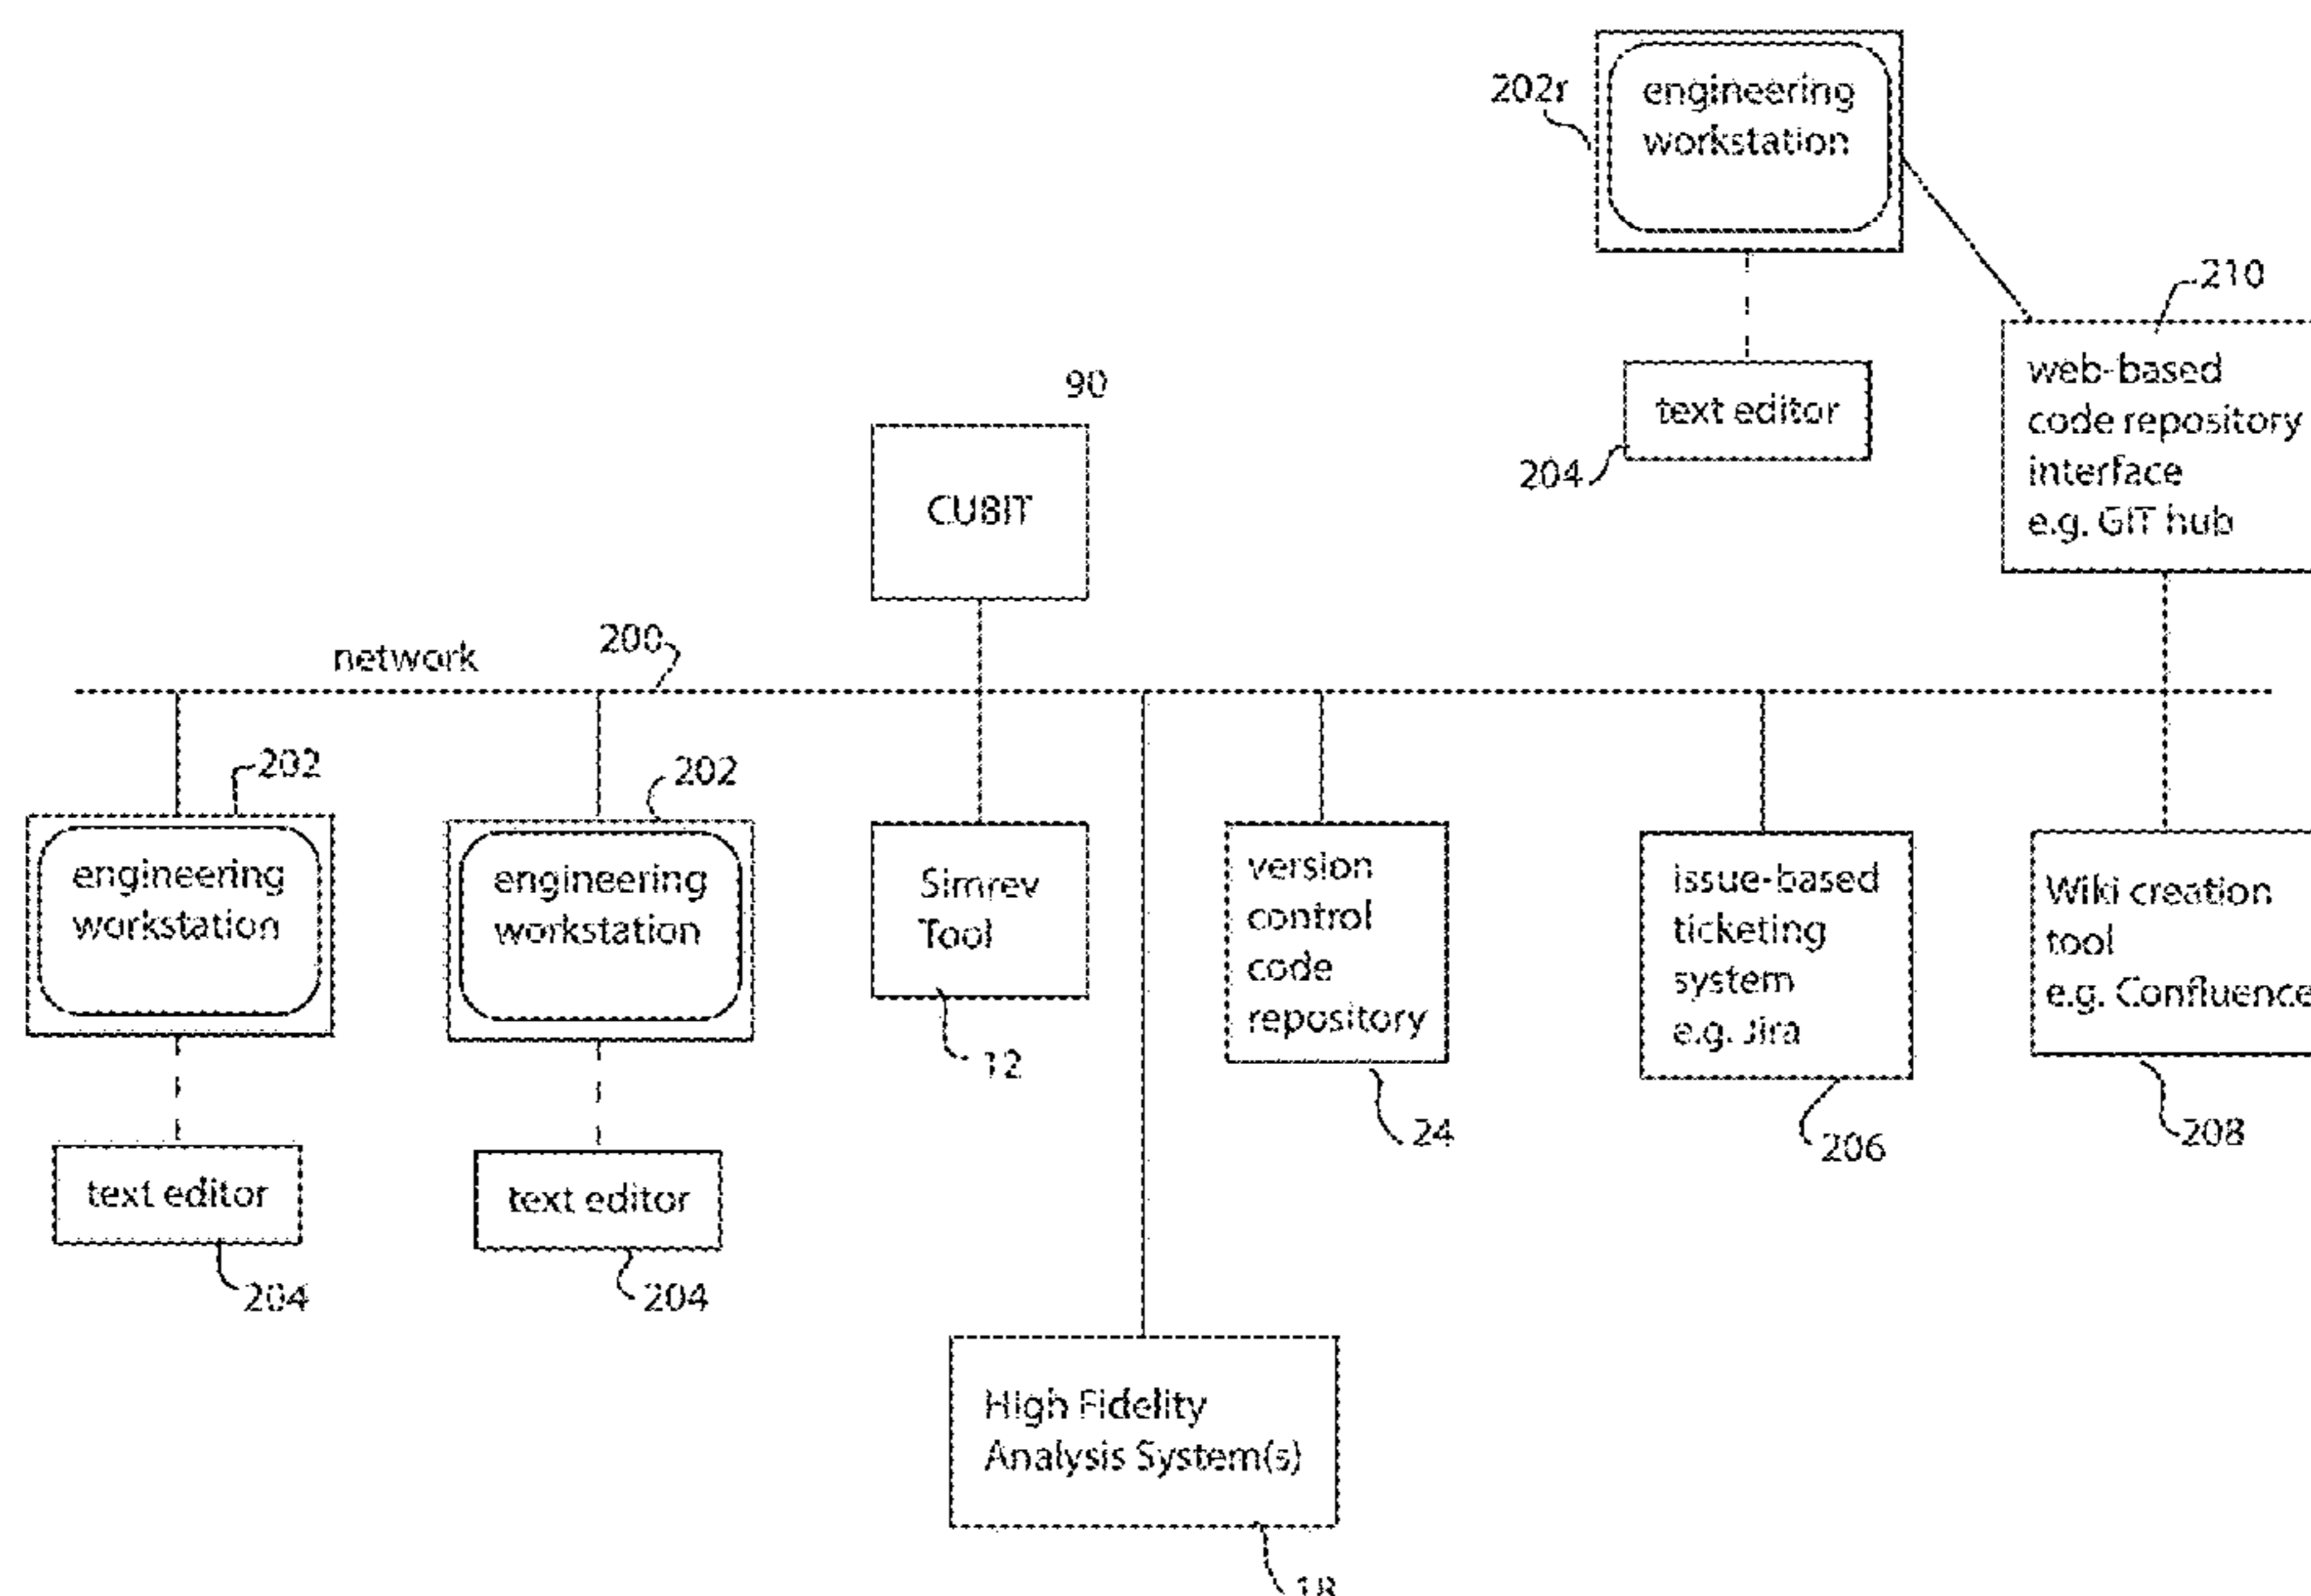 202r
engineering
workstation
210
web-based
code repository
interface
e.g. GIT hub
text editor
204
90
CUBIT
network
200
202
engineering
workstation
202
engineering
workstation
Simrev
Tool
12
version
control
code
repository
24
issue-based
ticketing
system
e.g. Jira
206
Wiki creation
tool
e.g. Confluence
208
text editor
204
text editor
204
High Fidelity
Analysis System(s)
18